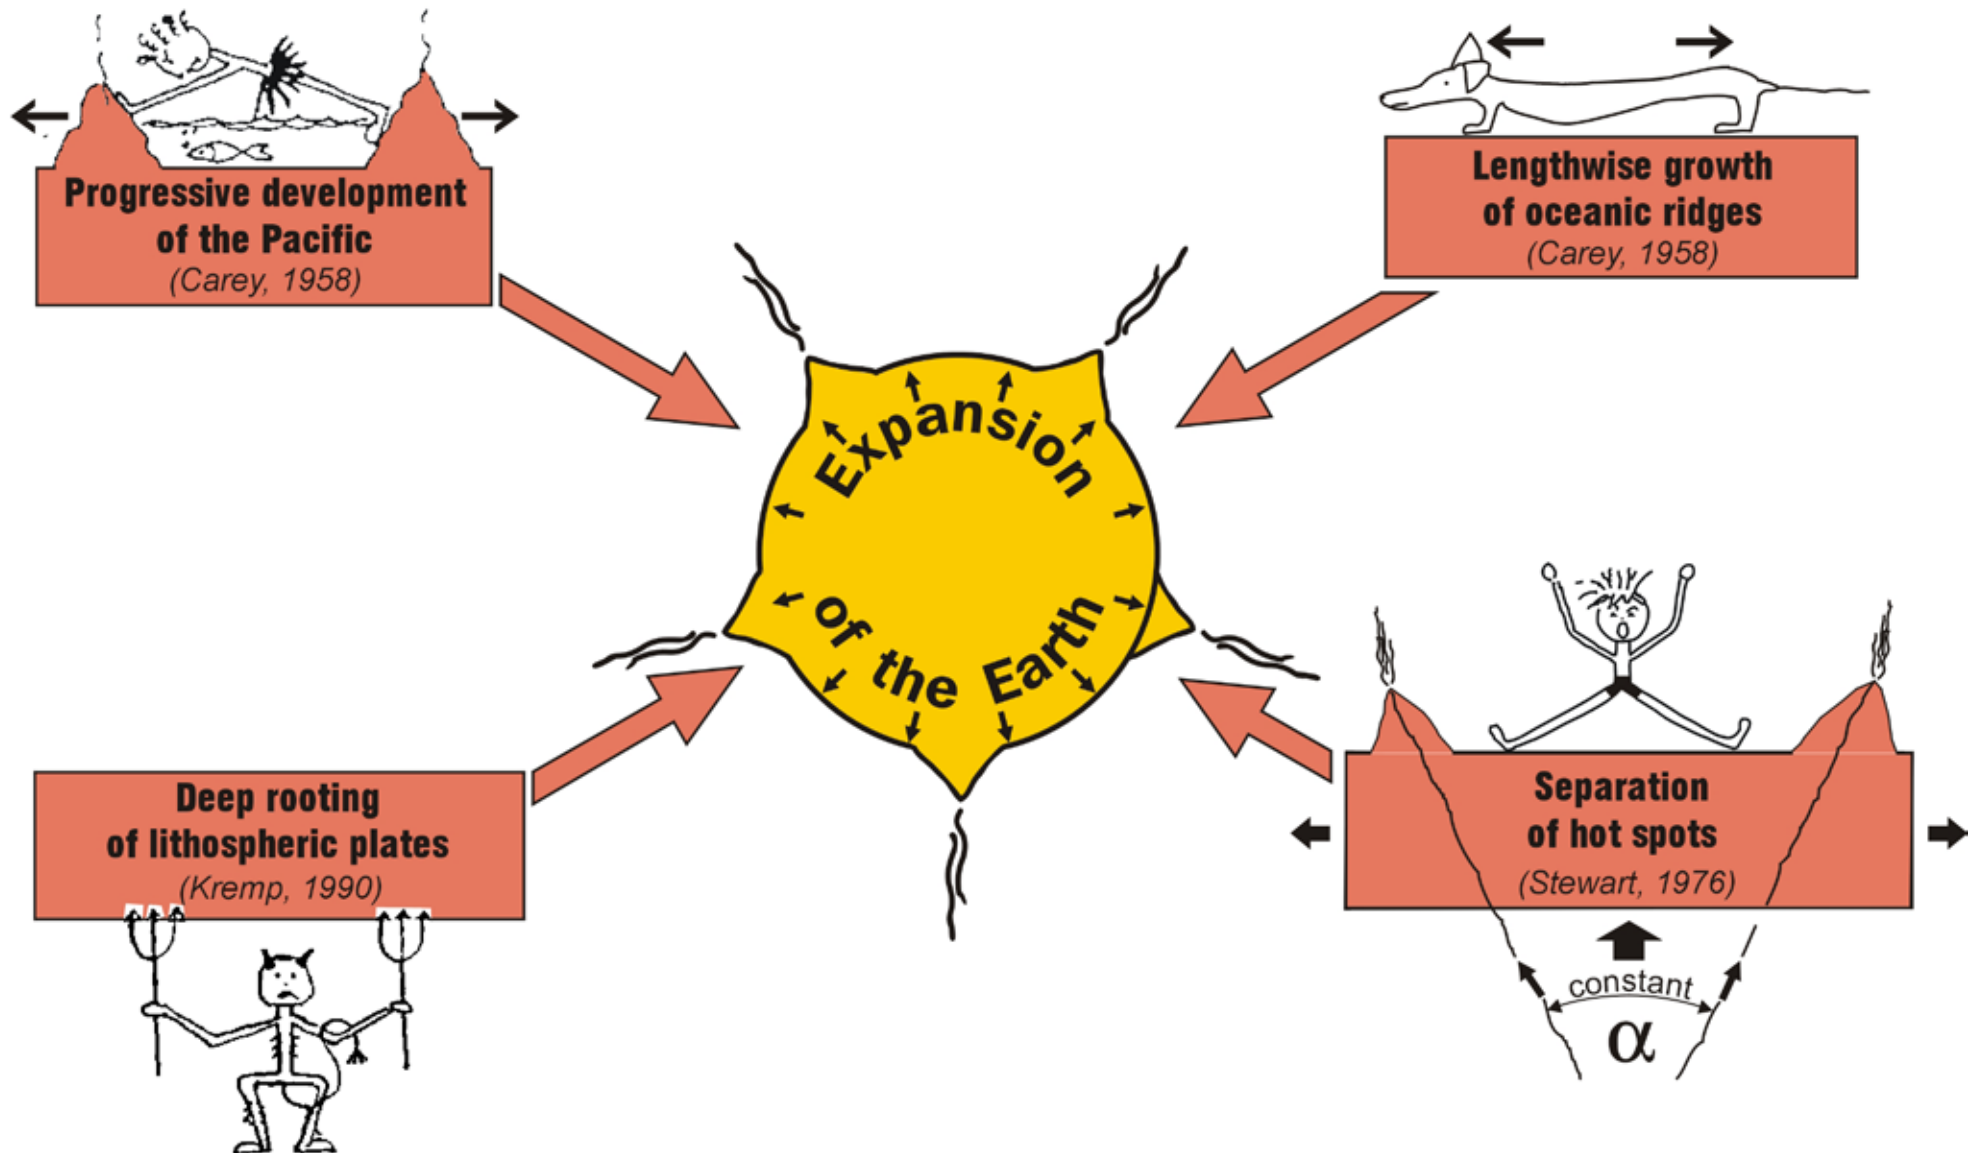 Progressive development
of the Pacific
(Carey, 1958)
Lengthwise growth
of oceanic ridges
(Carey, 1958)
Expansion
of the Earth
Deep rooting
of lithospheric plates
(Kremp, 1990)
Separation
of hot spots
(Stewart, 1976)
constant
α